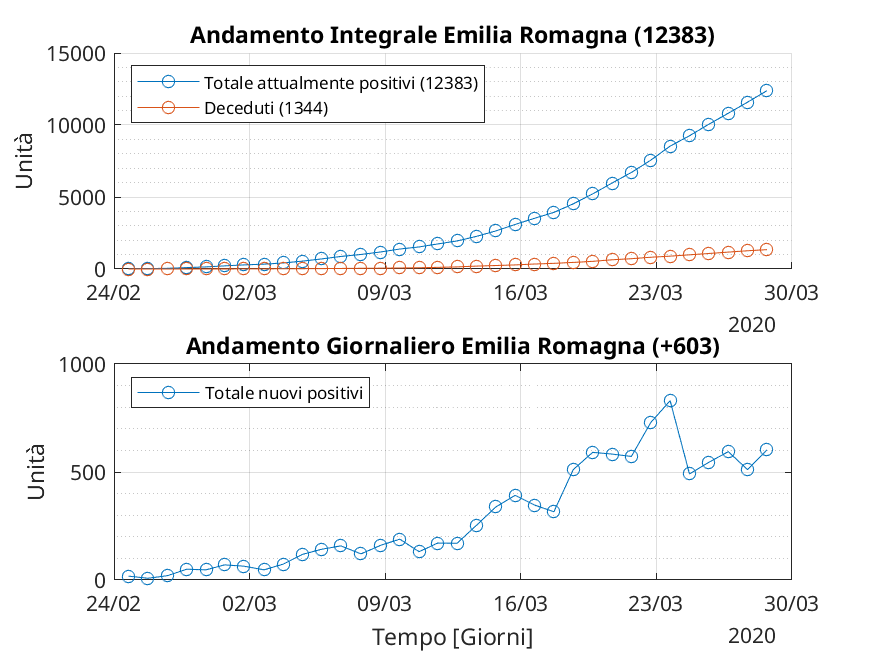 Andamento Integrale Emilia Romagna (12383)
15000
10000
5000
0
Unità
Totale attualmente positivi (12383)
Deceduti (1344)
24/02 02/03 09/03 16/03 23/03 30/03
2020
Andamento Giornaliero Emilia Romagna (+603)
1000
500
0
Unità
Totale nuovi positivi
24/02 02/03 09/03 16/03 23/03 30/03
Tempo [Giorni]
2020